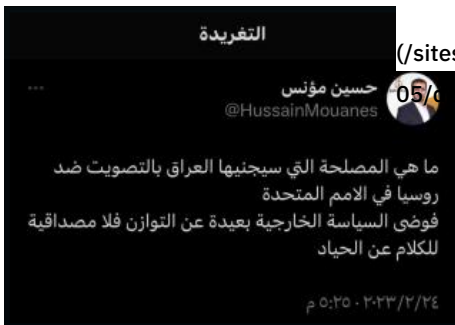 التغريدة
(/sites
05/
حسين مؤنس
@HussainMouanes
ما هي المصلحة التي سيجنيها العراق بالتصويت ضد
روسيا في الامم المتحدة
فوضى السياسة الخارجية بعيدة عن التوازن فلا مصداقية
للكلام عن الحياد
٢٠٢٣/٢/٢٤ · ٥:٢٥ م